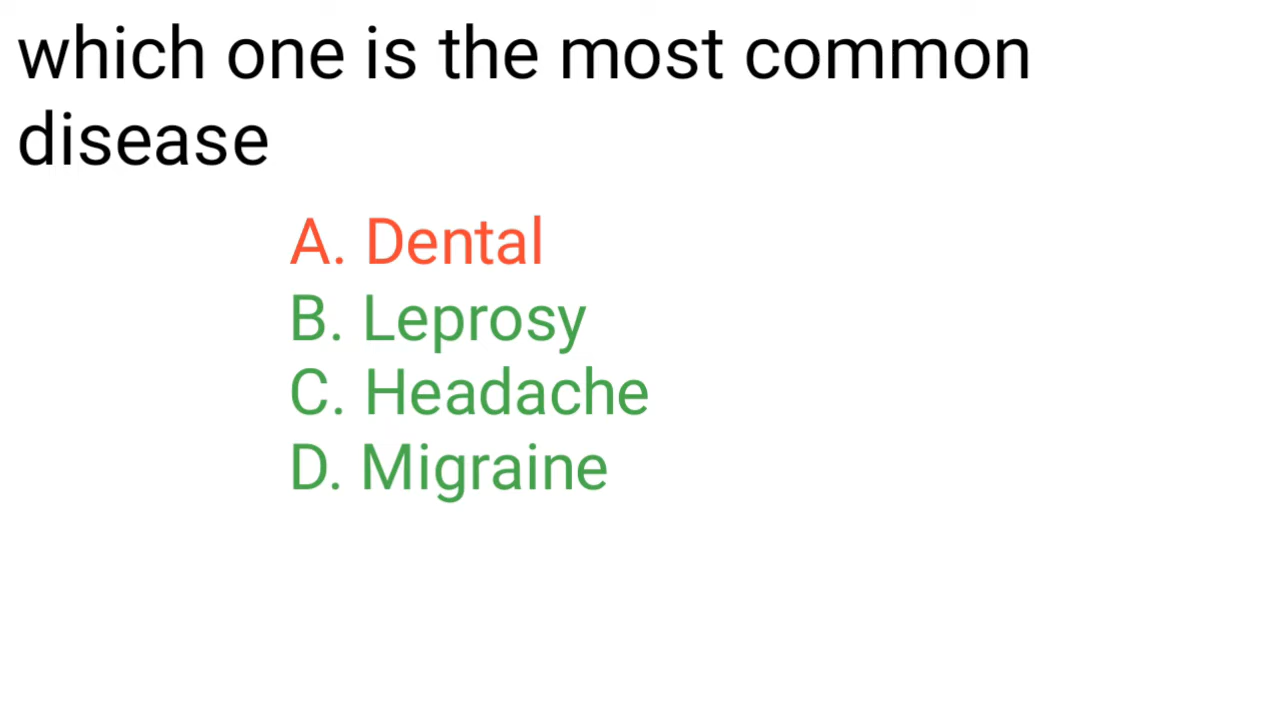 which one is the most common
disease
A. Dental
B. Leprosy
C. Headache
D. Migraine